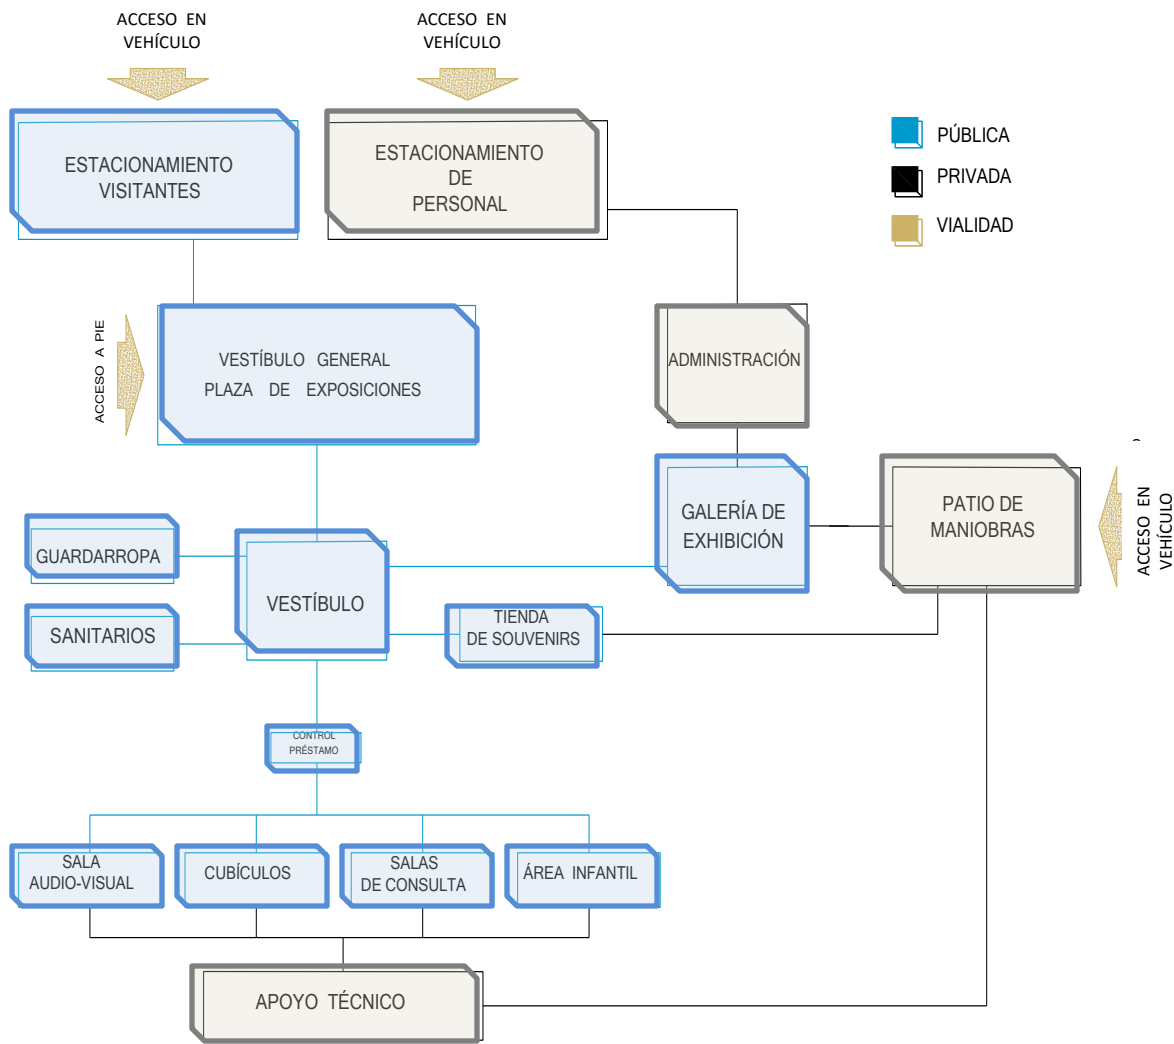 ACCESO EN
VEHÍCULO
ACCESO EN
VEHÍCULO
ESTACIONAMIENTO
VISITANTES
ESTACIONAMIENTO
DE
PERSONAL
PÚBLICA
PRIVADA
VIALIDAD
ACCESO A PIE
VESTÍBULO GENERAL
PLAZA DE EXPOSICIONES
ADMINISTRACIÓN
GALERÍA DE
EXHIBICIÓN
PATIO DE
MANIOBRAS
ACCESO EN
VEHÍCULO
GUARDARROPA
VESTÍBULO
SANITARIOS
TIENDA
DE SOUVENIRS
CONTROL
PRÉSTAMO
SALA
AUDIO-VISUAL
CUBÍCULOS
SALAS
DE CONSULTA
ÁREA INFANTIL
APOYO TÉCNICO